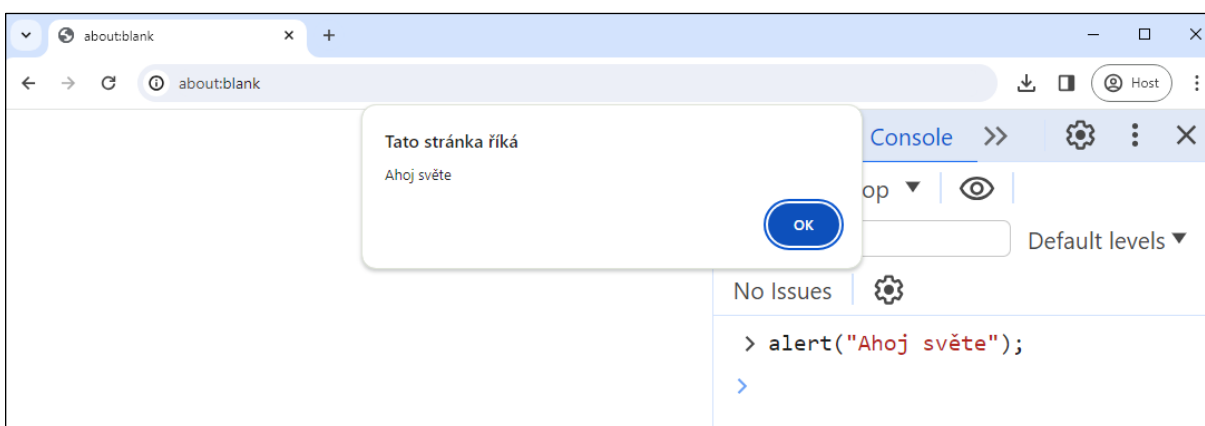 about:blank
about:blank
Host
Tato stránka říká
Ahoj světe
OK
Console
op
Default levels
No Issues
> alert("Ahoj světe");
>